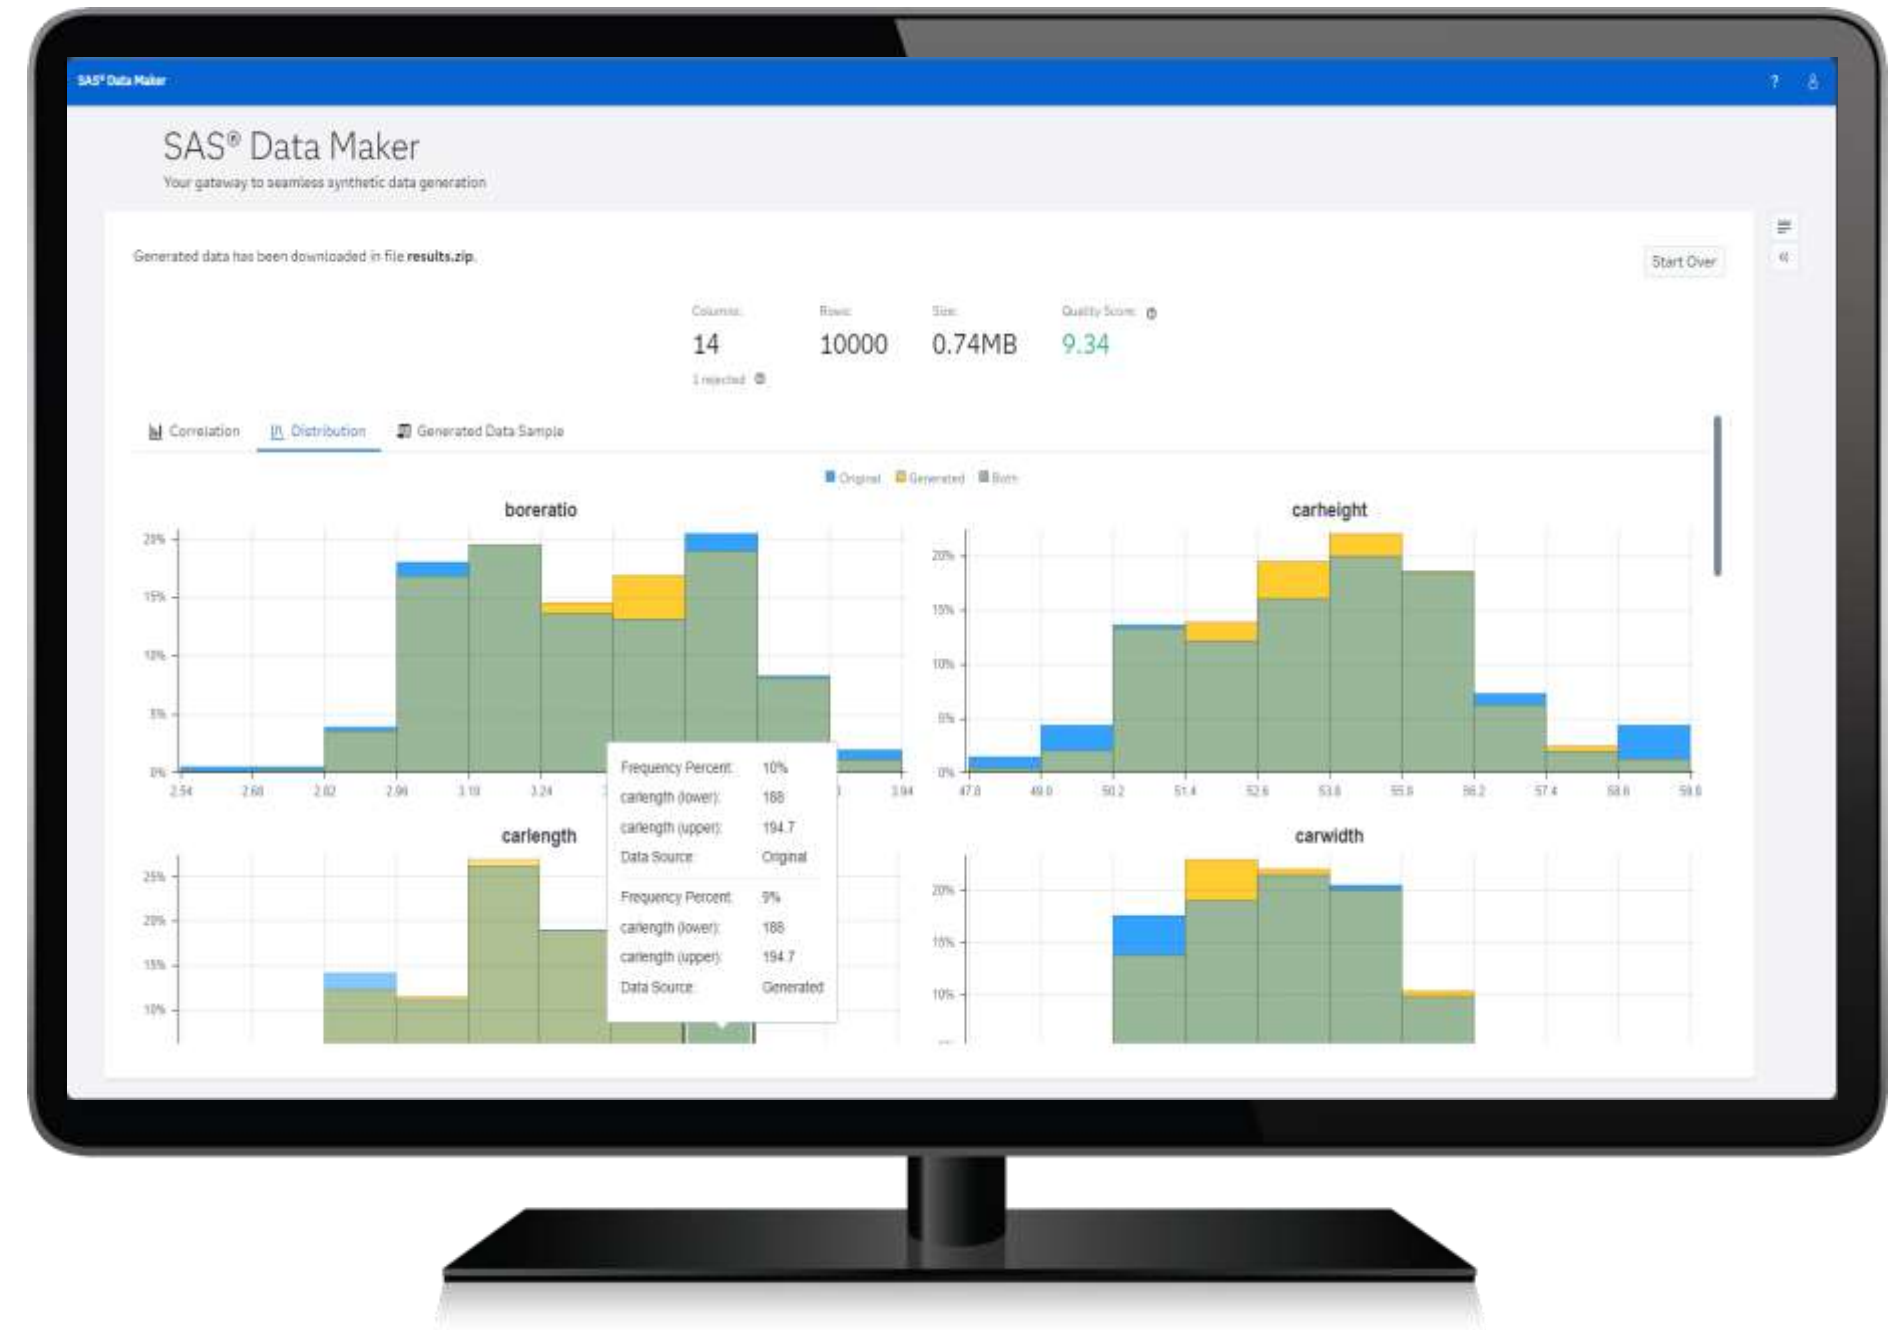 SAS® Data Maker
?
SAS® Data Maker
Your gateway to seamless synthetic data generation
Generated data has been downloaded in file results.zip.
Start Over
Columns: Rows: Size: Quality Score:
14 10000 0.74MB 9.34
1 rejected
Correlation Distribution Generated Data Sample
Original Generated Both
boreratio
20%
15%
10%
5%
0%
2.54 2.68 2.82 2.96 3.10 3.24 3.94
carheight
20%
15%
10%
5%
0%
47.8 49.0 50.2 51.4 52.6 53.8 55.0 56.2 57.4 58.6 59.8
carlength
25%
20%
15%
10%
Frequency Percent: 10%
carlength (lower): 188
carlength (upper): 194.7
Data Source: Original
Frequency Percent: 9%
carlength (lower): 188
carlength (upper): 194.7
Data Source: Generated
carwidth
20%
15%
10%